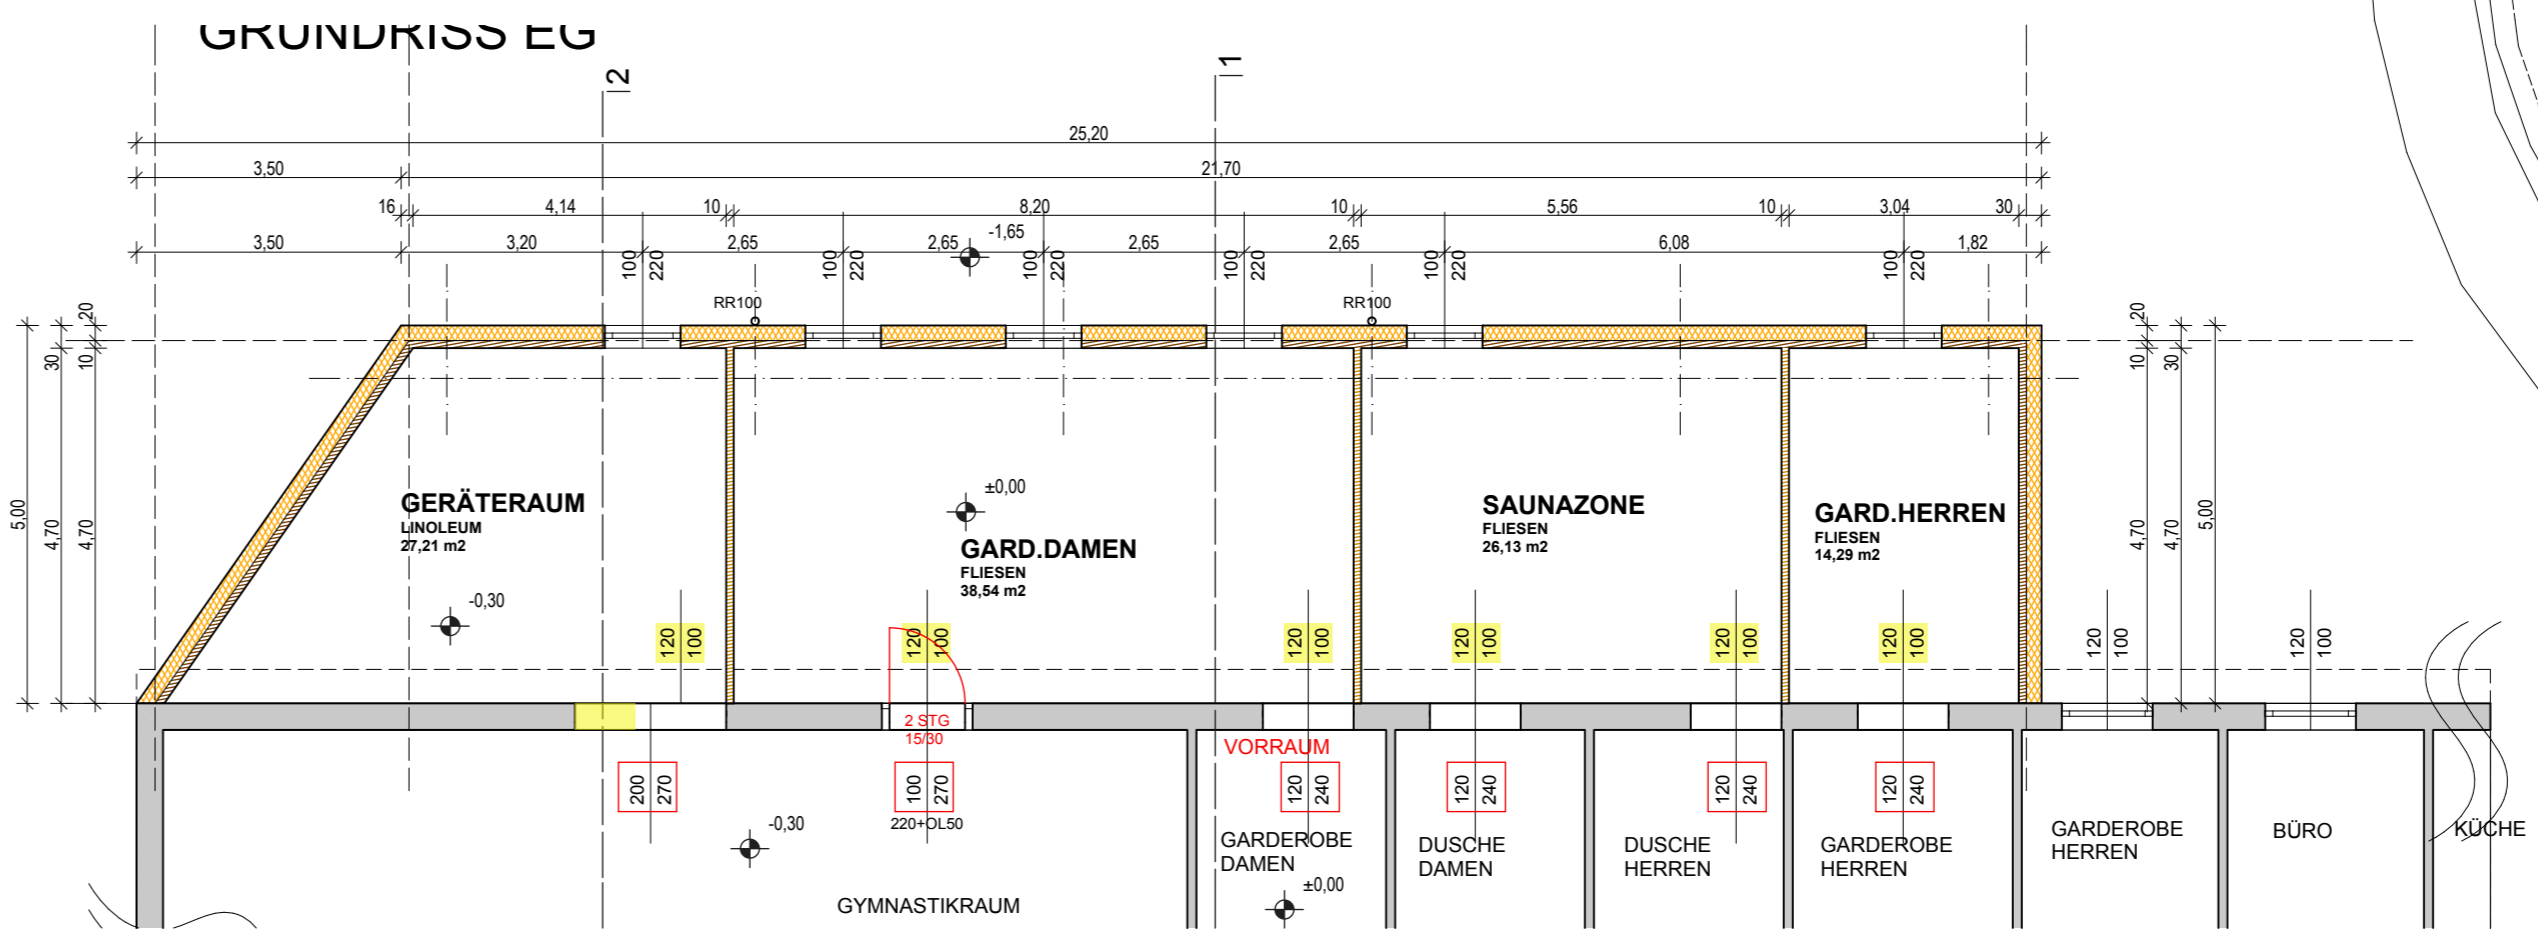 GRUNDRISS EG
2
1
25,20
3,50
21,70
16
4,14
10
8,20
10
5,56
10
3,04
30
3,50
3,20
2,65
2,65
2,65
2,65
6,08
1,82
-1,65
100
220
100
220
100
220
100
220
100
220
100
220
RR100
RR100
20
10
30
4,70
4,70
5,00
20
10
30
4,70
4,70
5,00
GERÄTERAUM
LINOLEUM
27,21 m2
-0,30
±0,00
GARD.DAMEN
FLIESEN
38,54 m2
SAUNAZONE
FLIESEN
26,13 m2
GARD.HERREN
FLIESEN
14,29 m2
120
100
120
100
120
100
120
100
120
100
120
100
120
100
120
100
2 STG
15/30
VORRAUM
200
270
100
270
220+OL50
120
240
120
240
120
240
120
240
-0,30
GYMNASTIKRAUM
GARDEROBE
DAMEN
±0,00
DUSCHE
DAMEN
DUSCHE
HERREN
GARDEROBE
HERREN
GARDEROBE
HERREN
BÜRO
KÜCHE